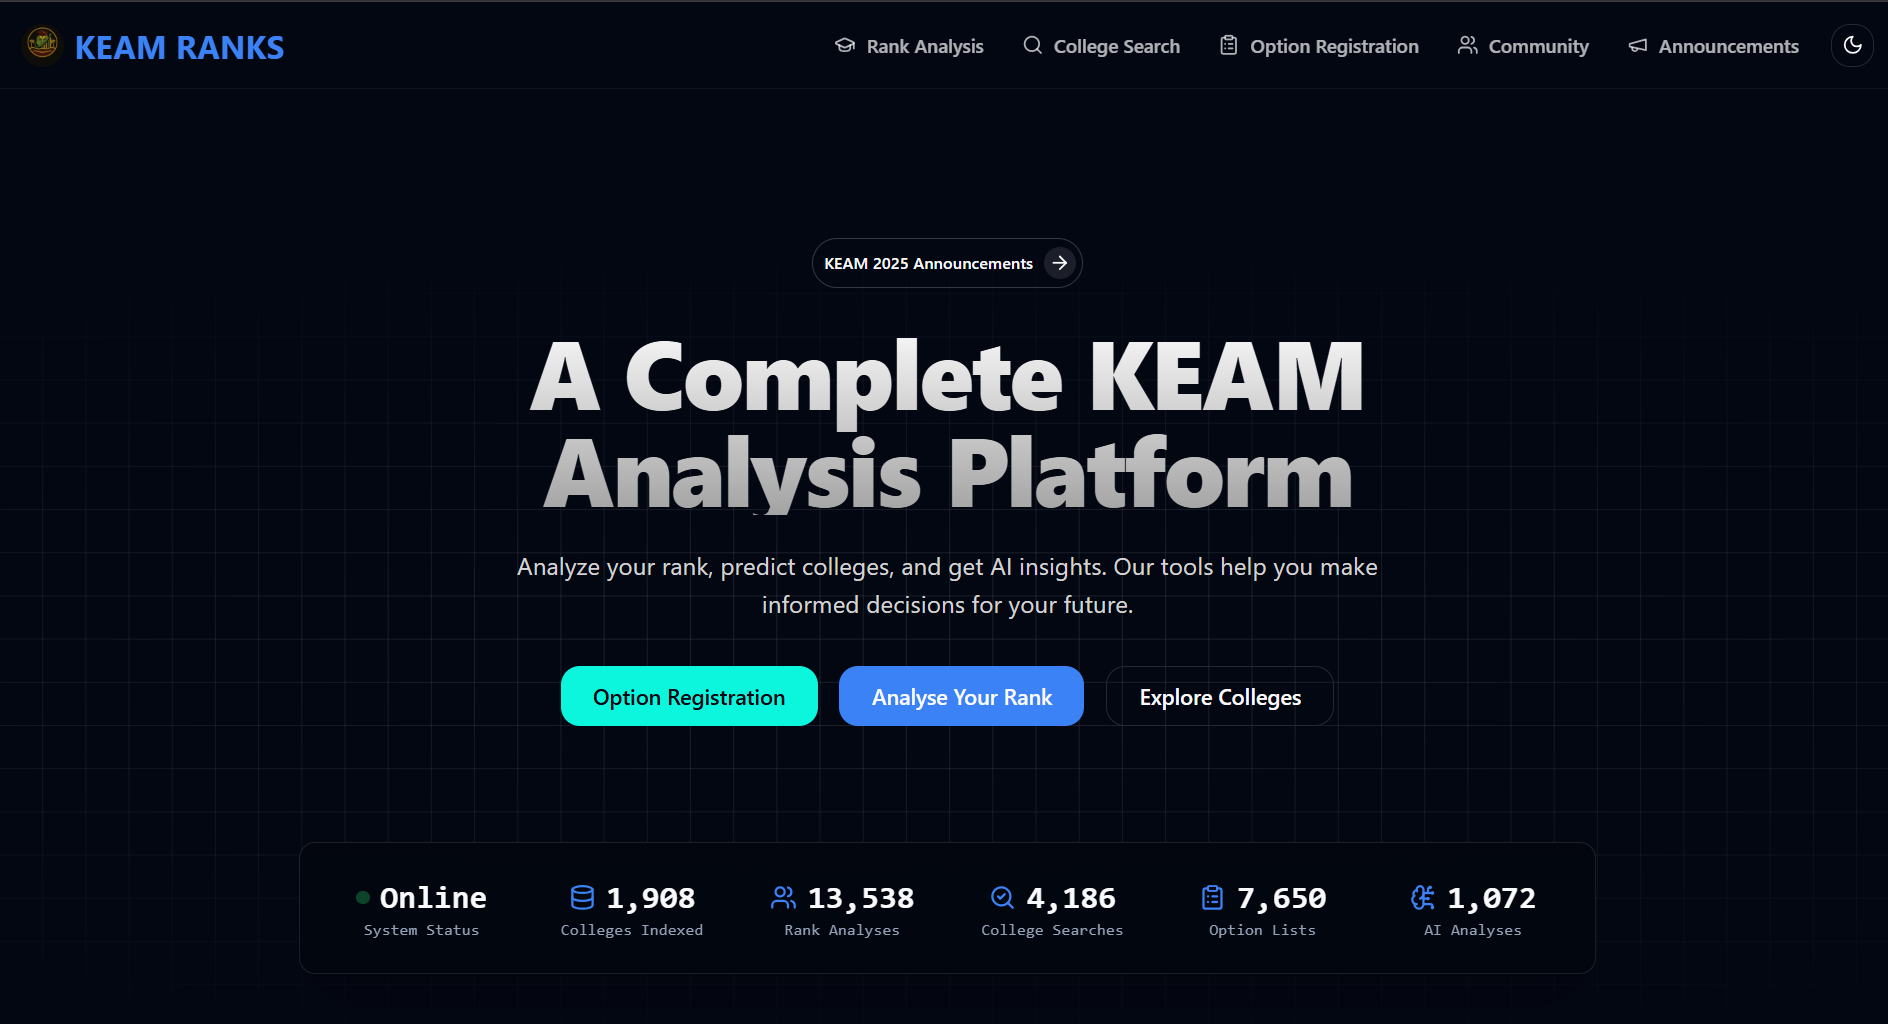 KEAM RANKS
Rank Analysis
College Search
Option Registration
Community
Announcements
KEAM 2025 Announcements
A Complete KEAM
Analysis Platform
Analyze your rank, predict colleges, and get AI insights. Our tools help you make
informed decisions for your future.
Option Registration
Analyse Your Rank
Explore Colleges
Online
System Status
1,908
Colleges Indexed
13,538
Rank Analyses
4,186
College Searches
7,650
Option Lists
1,072
AI Analyses